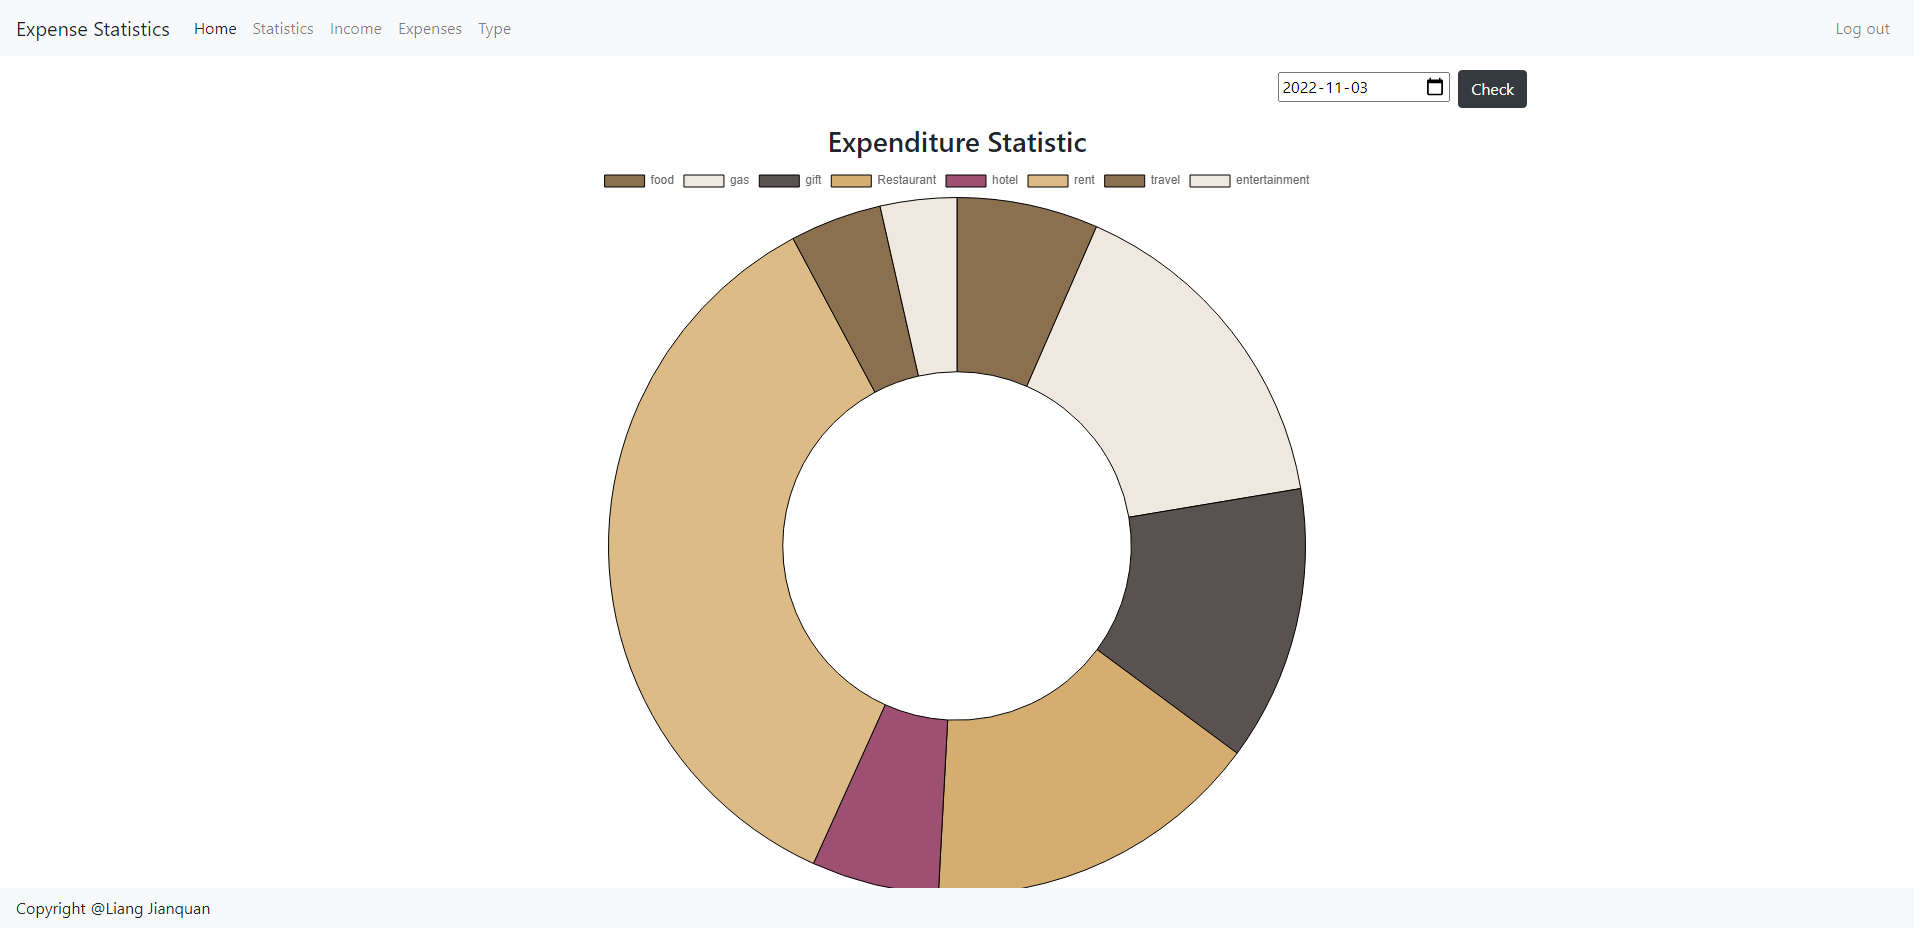 Expense Statistics Home Statistics Income Expenses Type Log out
2022-11-03 Check
Expenditure Statistic
food gas gift Restaurant hotel rent travel entertainment
Copyright @Liang Jianquan